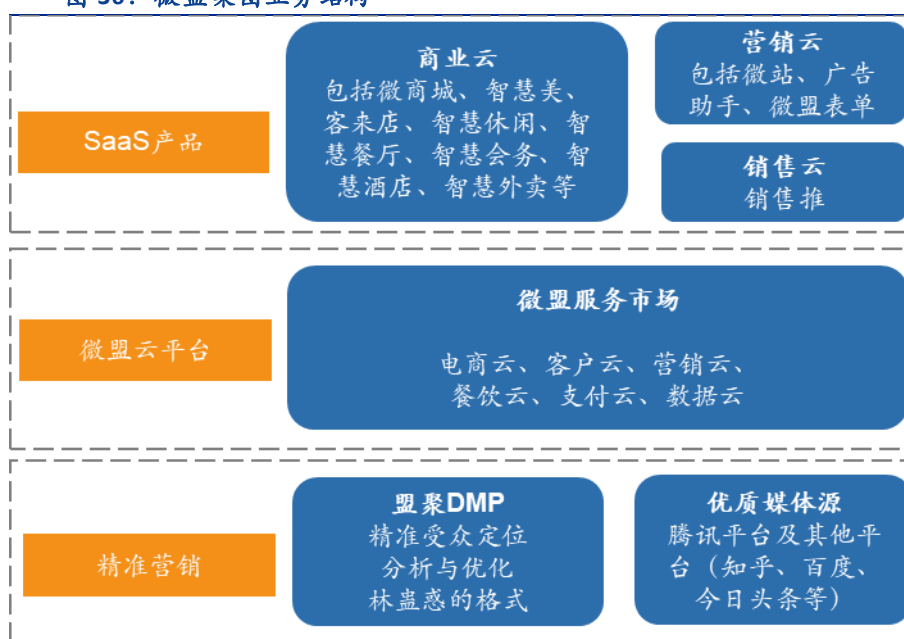 SaaS产品
商业云
包括微商城、智慧美、
客来店、智慧休闲、智
慧餐厅、智慧会务、智
慧酒店、智慧外卖等
营销云
包括微站、广告
助手、微盟表单
销售云
销售推
微盟云平台
微盟服务市场
电商云、客户云、营销云、
餐饮云、支付云、数据云
精准营销
盟聚DMP
精准受众定位
分析与优化
林蛊惑的格式
优质媒体源
腾讯平台及其他平
台（知乎、百度、
今日头条等）